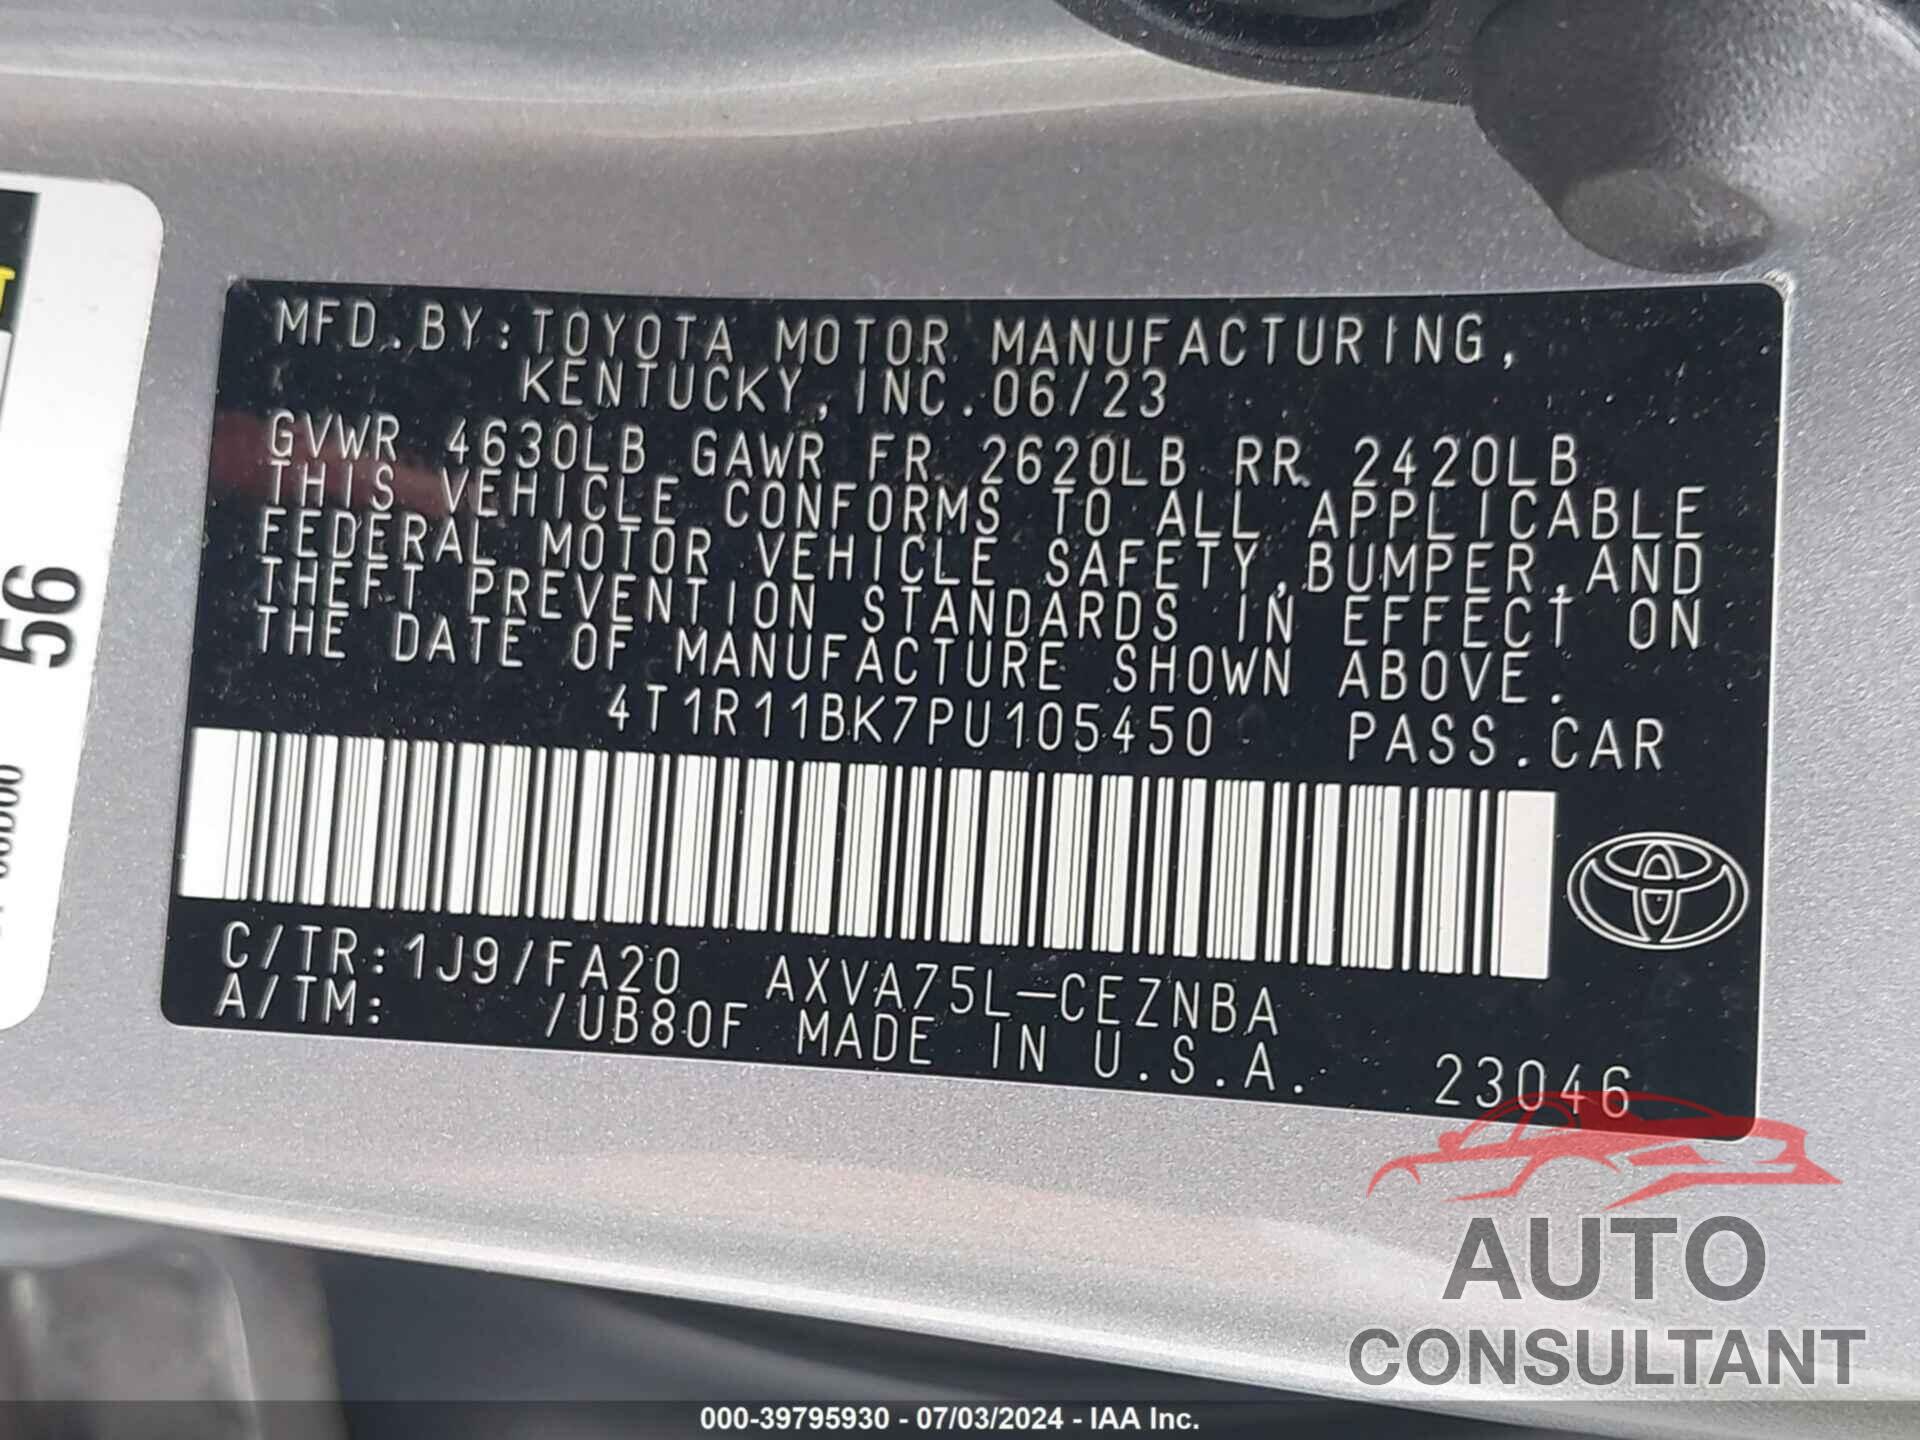 MFD. BY: TOYOTA MOTOR MANUFACTURING,
KENTUCKY, INC. 06/23
GVWR 4630LB GAWR FR 2620LB RR 2420LB
THIS VEHICLE CONFORMS TO ALL APPLICABLE
FEDERAL MOTOR VEHICLE SAFETY, BUMPER, AND
THEFT PREVENTION STANDARDS IN EFFECT ON
THE DATE OF MANUFACTURE SHOWN ABOVE.
4T1R11BK7PU105450 PASS. CAR
C/TR: 1J9/FA20 AXVA75L-CEZNBA
A/TM: /UB80F MADE IN U.S.A.
23046
56
AUTO
CONSULTANT
000-39795930 - 07/03/2024 - IAA Inc.